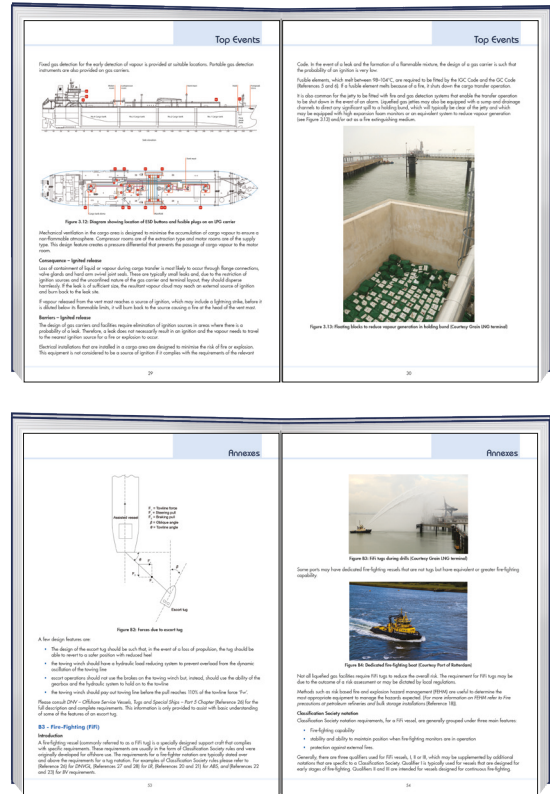 Top Events
Fixed gas detection for the early detection of vapour is provided at suitable locations. Portable gas detection
instruments are also provided on gas carriers.
Figure 3.12: Diagram showing location of ESD buttons and fusible plugs on an LPG carrier
Mechanical ventilation in the cargo area is designed to minimize the accumulation of cargo vapour to ensure a
non-flammable atmosphere. Compressor rooms are of the extraction type and motor rooms are of the supply
type. This design feature creates a pressure differential that prevents the passage of cargo vapour to the motor
room.
Consequence – Ignited release
Loss of containment of liquid or vapour during cargo transfer is most likely to occur through flange connections,
valve glands and hard arm swivel joint seals. These are typically small leaks and, due to the restriction of
ignition sources and the unconfined nature of the gas carrier and terminal layout, they should disperse
harmlessly. If the leak is of sufficient size, the resultant vapour cloud may reach an external source of ignition
and burn back to the leak site.
If vapour released from the vent mast reaches a source of ignition, which may include a lightning strike, before it
is diluted below its flammable limits, it will burn back to the source causing a fire at the head of the vent mast.
Barriers – Ignited release
The design of gas carriers and facilities require elimination of ignition sources in areas where there is a
probability of a leak. Therefore, a leak does not necessarily result in an ignition and the vapour needs to travel
to the nearest ignition source for a fire or explosion to occur.
Electrical installations that are installed in a cargo area are designed to minimise the risk of fire or explosion.
This equipment is not considered to be a source of ignition if it complies with the requirements of the relevant
29
Top Events
Code. In the event of a leak and the formation of a flammable mixture, the design of a gas carrier is such that
the probability of an ignition is very low.
Fusible elements, which melt between 98–104°C, are required to be fitted by the IGC Code and the GC Code
(References 5 and 6). If a fusible element melts because of a fire, it shuts down the cargo transfer operation.
It is also common for the jetty to be fitted with fire and gas detection systems that enable the transfer operation
to be shut down in the event of an alarm. Liquefied gas jetties may also be equipped with a sump and drainage
channels to direct any significant spill to a holding bund, which will typically be clear of the jetty and which
may be equipped with high expansion foam monitors or an equivalent system to reduce vapour generation
(see Figure 3.13) and/or act as a fire extinguishing medium.
Figure 3.13: Floating blocks to reduce vapour generation in holding bund (Courtesy Grain LNG terminal)
30
Annexes
Assisted vessel
= Towline force
= Steering pull
= Braking pull
β = Oblique angle
θ = Towline angle
Escort tug
Figure B2: Forces due to escort tug
A few design features are:
• The design of the escort tug should be such that, in the event of a loss of propulsion, the tug should be
able to revert to a safer position with reduced heel
• the towing winch should have a hydraulic load reducing system to prevent overload from the dynamic
oscillation of the towing line
• escort operations should not use the brakes on the towing winch but, instead, should use the ability of the
gearbox and the hydraulic system to hold on to the towline
• the towing winch should pay out towing line before the pull reaches 110% of the towline force
Please consult DNV – Offshore Service Vessels, Tugs and Special Ships – Part 5 Chapter (Reference 26) for the
full description and complete requirements. This information is only provided to assist with basic understanding
of some of the features of an escort tug.
B3 – Fire-Fighting (FiFi)
Introduction
A fire-fighting vessel (commonly referred to as a FiFi tug) is a specially designed support craft that complies
with specific requirements. These requirements are usually in the form of Classification Society rules and were
originally developed for offshore use. The requirements for a fire-fighter notation are typically stated over
and above the requirements for a tug notation. For examples of Classification Society rules please refer to
(Reference 26) for DNVGL, (References 27 and 28) for LR, (References 20 and 21) for ABS, and (References 22
and 23) for BV requirements.
53
Annexes
Figure B3: FiFi tugs during drills (Courtesy Grain LNG terminal)
Some ports may have dedicated fire-fighting vessels that are not tugs but have equivalent or greater fire-fighting
capability.
Figure B4: Dedicated fire-fighting boat (Courtesy Port of Rotterdam)
Not all liquefied gas facilities require FiFi tugs to reduce the overall risk. The requirement for FiFi tugs may be
due to the outcome of a risk assessment or may be dictated by local regulations.
Methods such as risk based fire and explosion hazard management (FEHM) are useful to determine the
most appropriate equipment to manage the hazards expected. (For more information on FEHM refer to Fire
precautions at petroleum refineries and bulk storage installations (Reference 18)).
Classification Society notation
Classification Society notation requirements, for a FiFi vessel, are generally grouped under three main features:
• Fire-fighting capability
• stability and ability to maintain position when fire-fighting monitors are in operation
• protection against external fires.
Generally, there are three qualifiers used for FiFi vessels, I, II or III, which may be supplemented by additional
notations that are specific to a Classification Society. Qualifier I is typically used for vessels that are designed for
early stages of fire-fighting. Qualifiers II and III are intended for vessels designed for continuous fire-fighting.
54